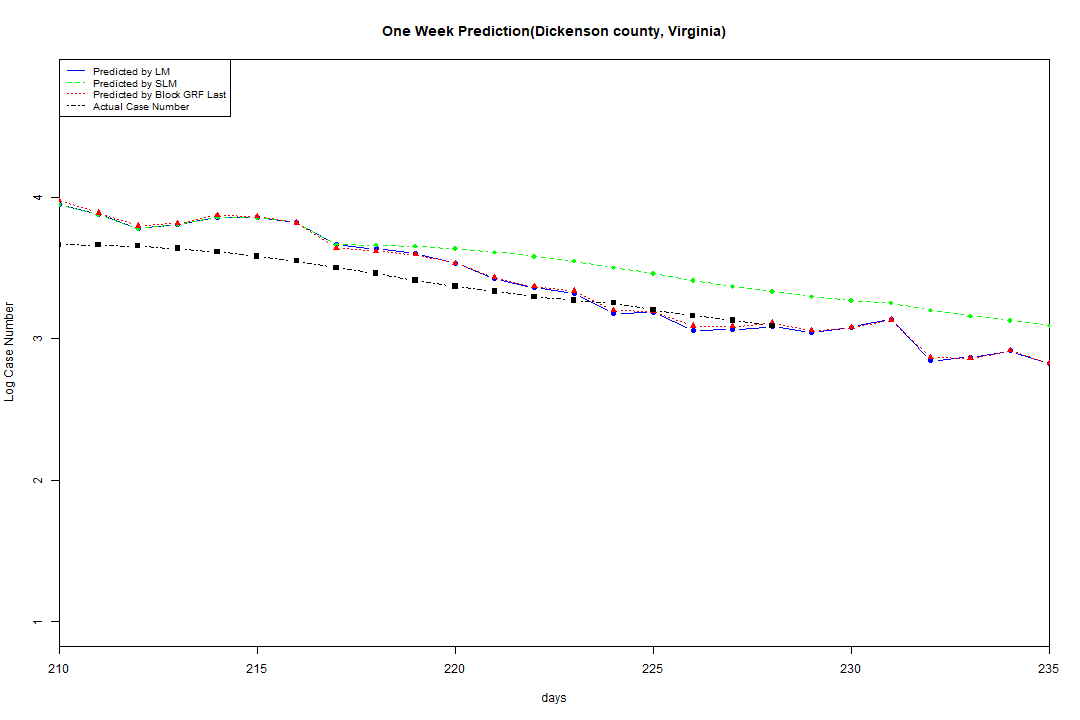 One Week Prediction(Dickenson county, Virginia)
Predicted by LM
Predicted by SLM
Predicted by Block GRF Last
Actual Case Number
4
3
2
1
Log Case Number
210 215 220 225 230 235
days